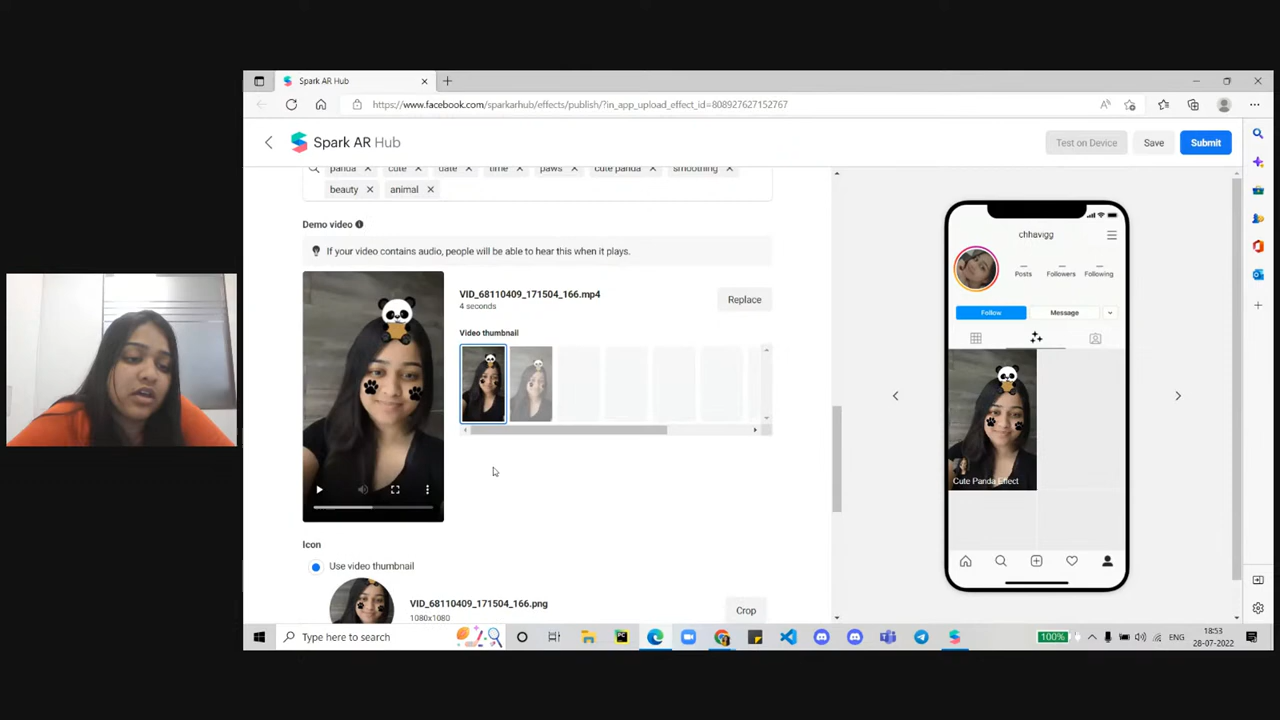 Spark AR Hub
https://www.facebook.com/sparkarhub/effects/publish/?in_app_upload_effect_id=808927627152767
Spark AR Hub
Test on Device
Save
Submit
panda
cute
date
time
paws
cute panda
smoothing
beauty
animal
Demo video
If your video contains audio, people will be able to hear this when it plays.
VID_68110409_171504_166.mp4
4 seconds
Replace
Video thumbnail
Icon
Use video thumbnail
VID_68110409_171504_166.png
1080x1080
Crop
chhavigg
Posts
Followers
Following
Follow
Message
Cute Panda Effect
Type here to search
100%
ENG
18:53
28-07-2022